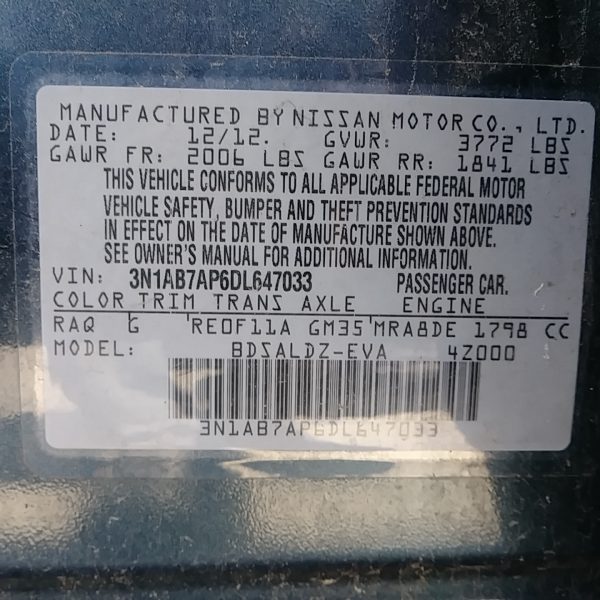 MANUFACTURED BY NISSAN MOTOR CO., LTD.
DATE: 12/12. GVWR: 3772 LBS
GAWR FR: 2006 LBS GAWR RR: 1841 LBS
THIS VEHICLE CONFORMS TO ALL APPLICABLE FEDERAL MOTOR
VEHICLE SAFETY, BUMPER AND THEFT PREVENTION STANDARDS
IN EFFECT ON THE DATE OF MANUFACTURE SHOWN ABOVE.
SEE OWNER'S MANUAL FOR ADDITIONAL INFORMATION.
VIN: 3N1AB7AP6DL647033 PASSENGER CAR.
COLOR TRIM TRANS AXLE ENGINE
RAQ G RE0F11A GM35 MRA8DE 1798 CC
MODEL: BDSALDZ-EVA 4Z000
3N1AB7AP6DL647033